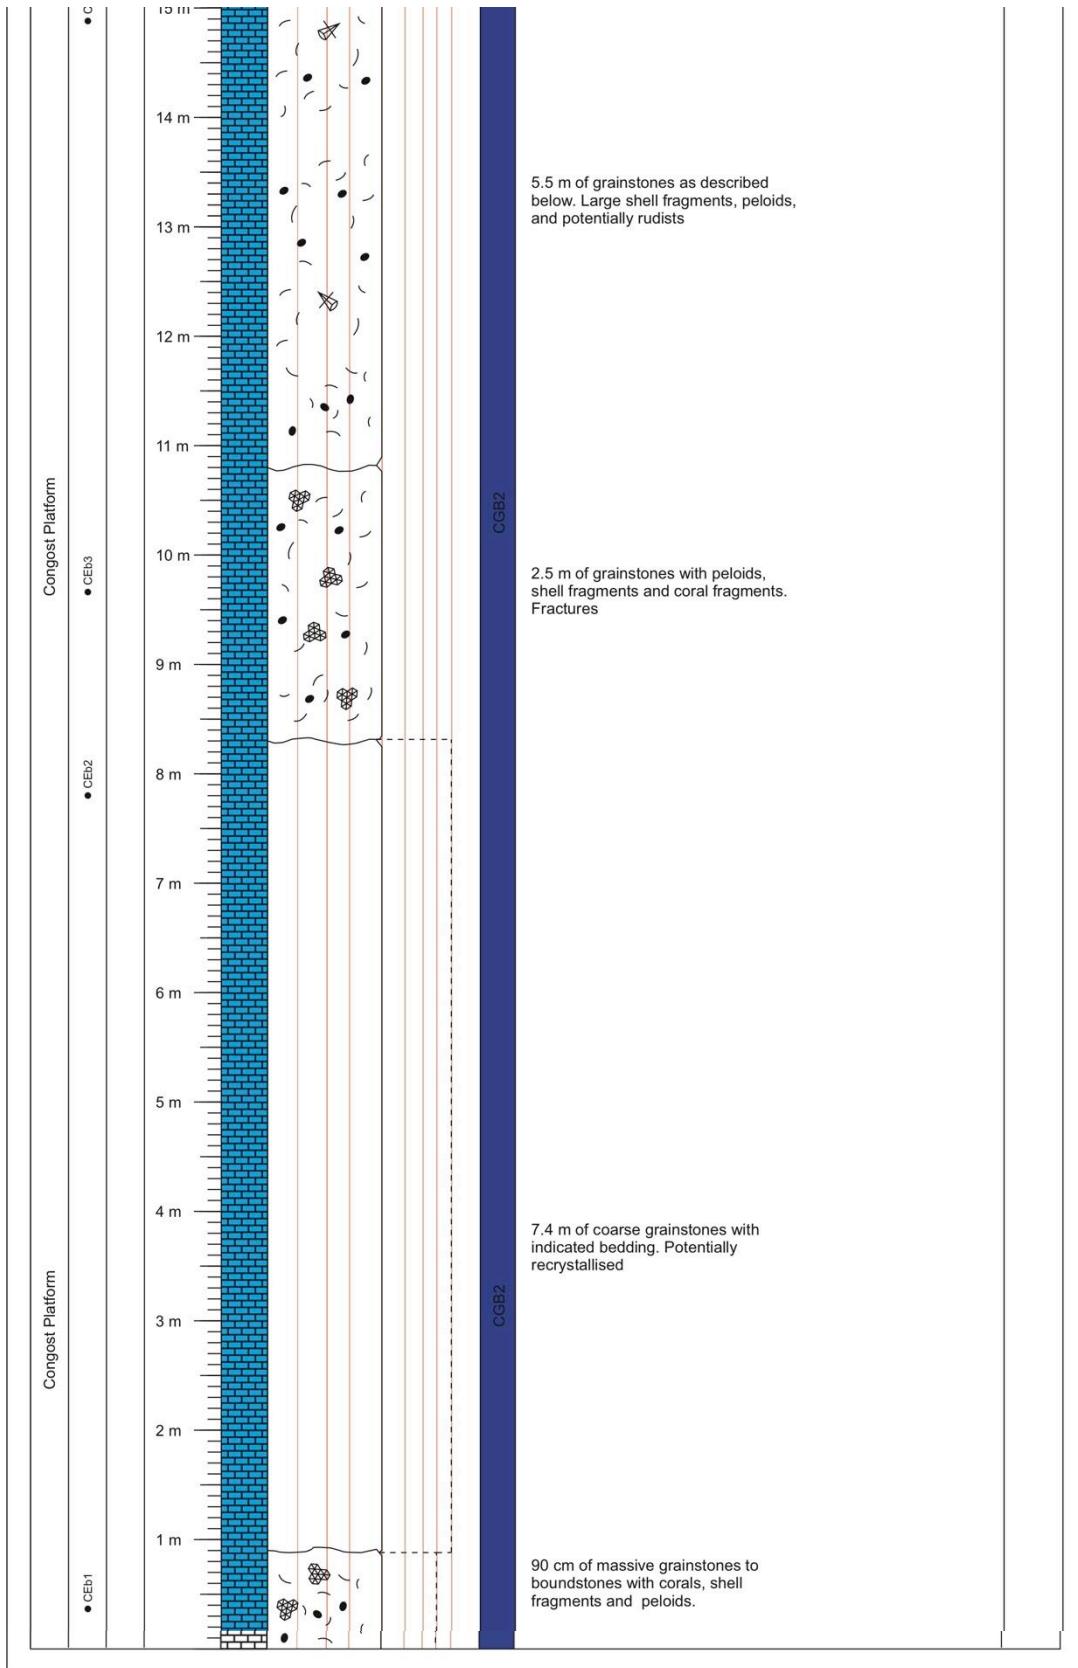 15 m
C
14 m
5.5 m of grainstones as described
below. Large shell fragments, peloids,
and potentially rudists
13 m
12 m
11 m
Congost Platform
CGB2
10 m
CEb3
2.5 m of grainstones with peloids,
shell fragments and coral fragments.
Fractures
9 m
8 m
CEb2
7 m
6 m
5 m
4 m
7.4 m of coarse grainstones with
indicated bedding. Potentially
recrystallised
Congost Platform
CGB2
3 m
2 m
1 m
CEb1
90 cm of massive grainstones to
boundstones with corals, shell
fragments and peloids.